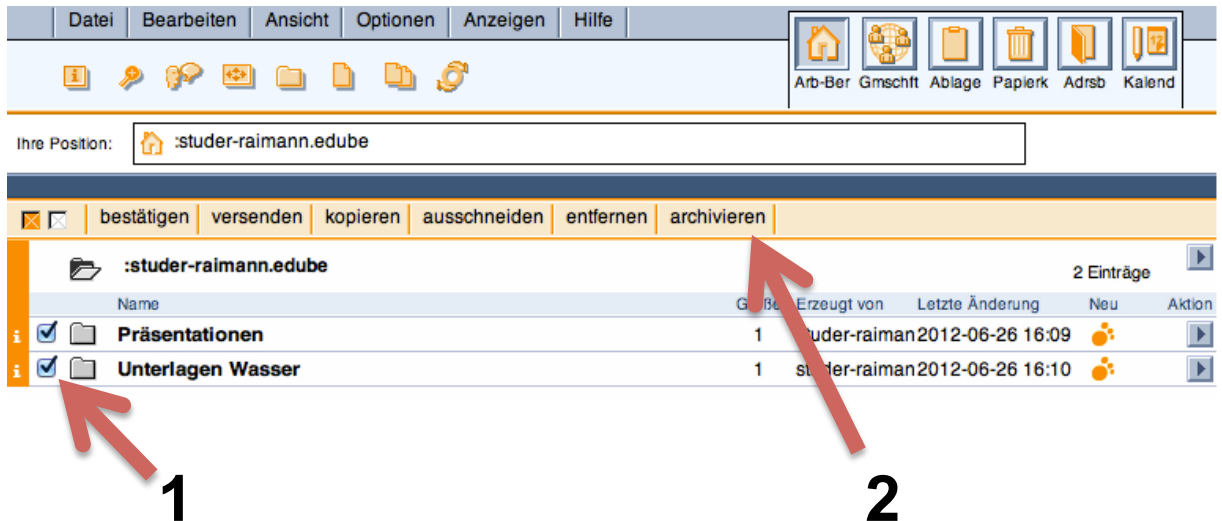 Datei Bearbeiten Ansicht Optionen Anzeigen Hilfe
Arb-Ber Gmschft Ablage Papierk Adrsb Kalend
Ihre Position: :studer-raimann.edube
bestätigen versenden kopieren ausschneiden entfernen archivieren
:studer-raimann.edube 2 Einträge
Name Erzeugt von Letzte Änderung Neu Aktion
Präsentationen 1 2012-06-26 16:09
Unterlagen Wasser 1 2012-06-26 16:10
1 2